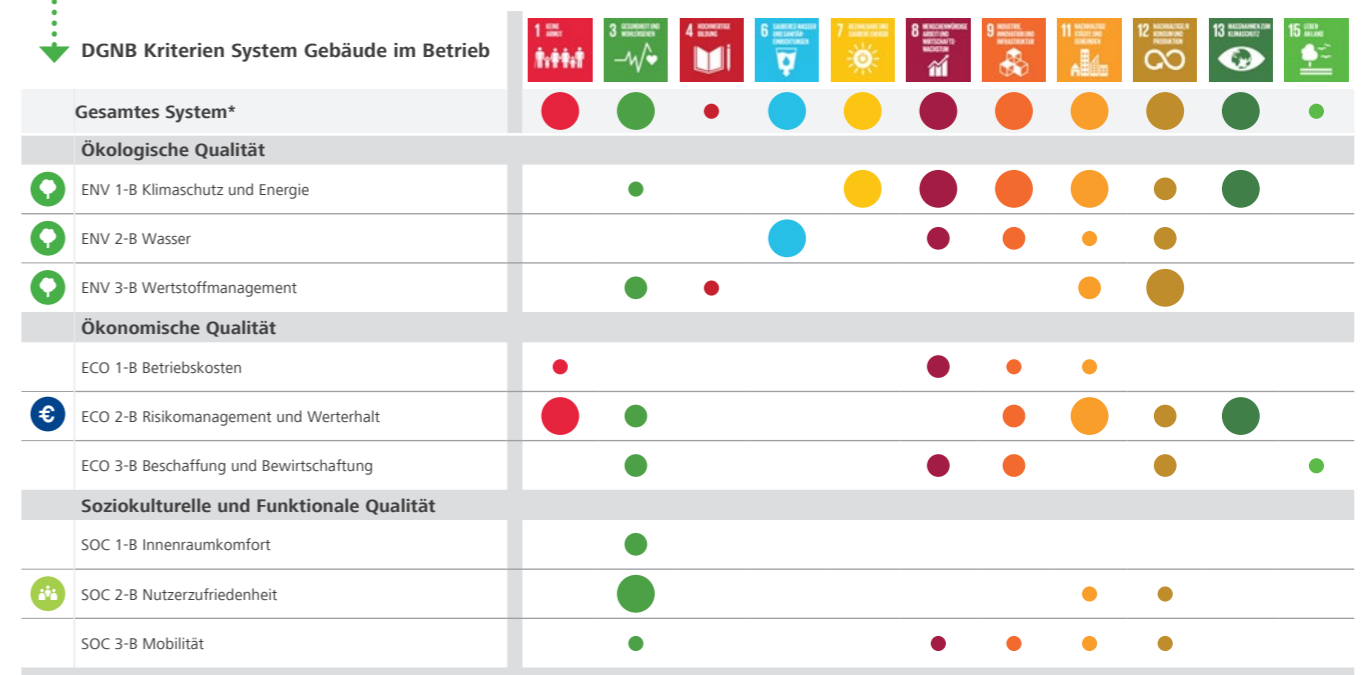 DGNB Kriterien System Gebäude im Betrieb
1 KEINE ARMUT
3 GESUNDHEIT UND WOHLERGEHEN
4 HOCHWERTIGE BILDUNG
6 SAUBERES WASSER UND SANITÄR-EINRICHTUNGEN
7 BEZAHLBARE UND SAUBERE ENERGIE
8 MENSCHENWÜRDIGE ARBEIT UND WIRTSCHAFTS-WACHSTUM
9 INDUSTRIE, INNOVATION UND INFRASTRUKTUR
11 NACHHALTIGE STÄDTE UND GEMEINDEN
12 NACHHALTIGE/R KONSUM UND PRODUKTION
13 MASSNAHMEN ZUM KLIMASCHUTZ
15 LEBEN AN LAND
Gesamtes System*
Ökologische Qualität
ENV 1-B Klimaschutz und Energie
ENV 2-B Wasser
ENV 3-B Wertstoffmanagement
Ökonomische Qualität
ECO 1-B Betriebskosten
€
ECO 2-B Risikomanagement und Werterhalt
ECO 3-B Beschaffung und Bewirtschaftung
Soziokulturelle und Funktionale Qualität
SOC 1-B Innenraumkomfort
SOC 2-B Nutzerzufriedenheit
SOC 3-B Mobilität